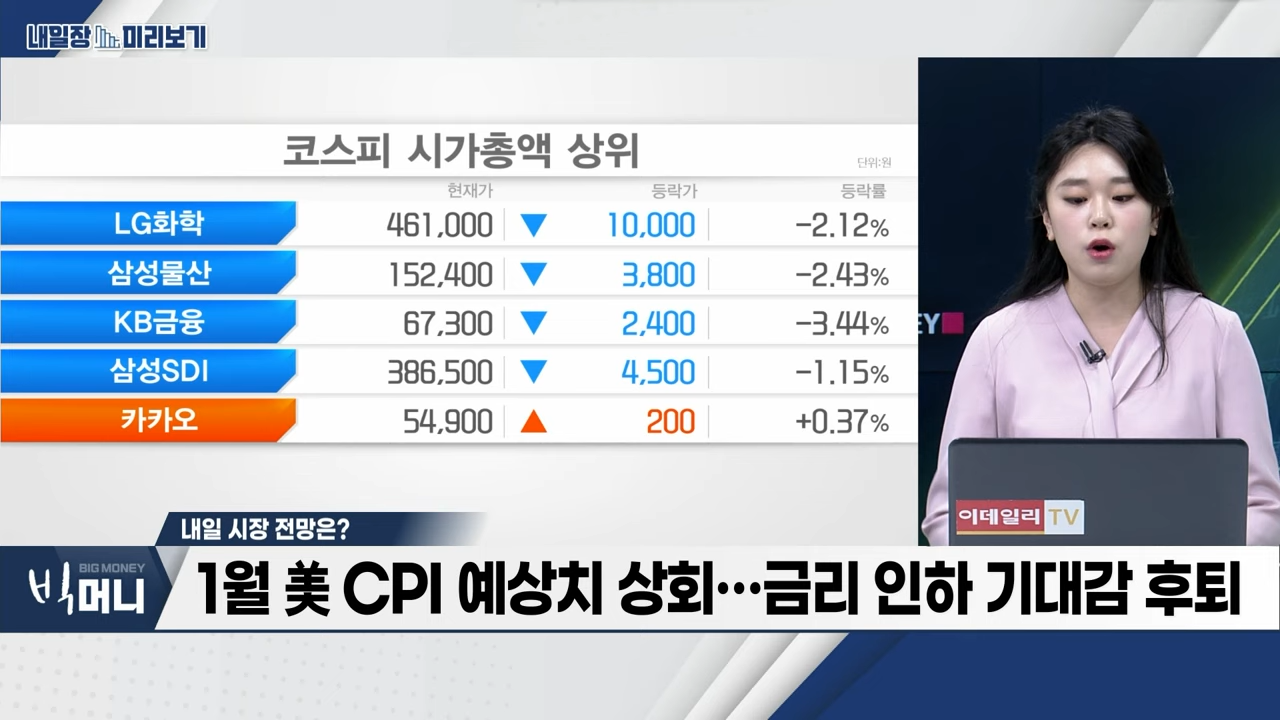 내일장 미리보기
코스피 시가총액 상위
단위:원
현재가 등락가 등락률
LG화학 461,000 ▼ 10,000 -2.12%
삼성물산 152,400 ▼ 3,800 -2.43%
KB금융 67,300 ▼ 2,400 -3.44%
삼성SDI 386,500 ▼ 4,500 -1.15%
카카오 54,900 ▲ 200 +0.37%
EY
이데일리TV
내일 시장 전망은?
BIG MONEY
빅머니
1월 美 CPI 예상치 상회…금리 인하 기대감 후퇴